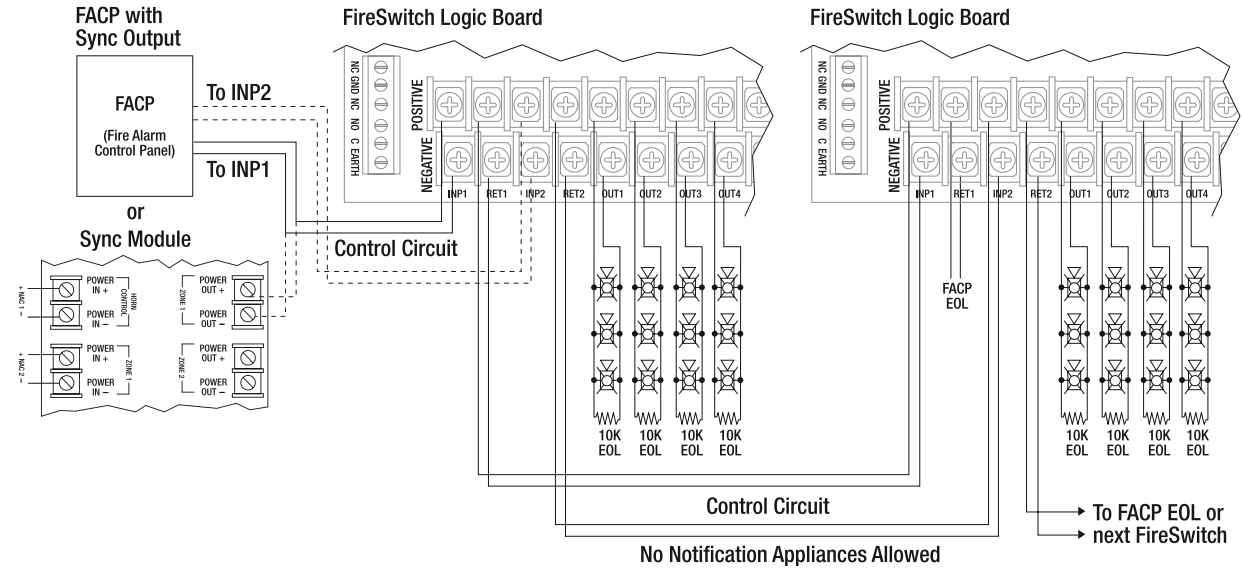 FACP with
Sync Output
FACP
(Fire Alarm
Control Panel)
To INP2
To INP1
or
Sync Module
+ NAC 1 –
+ NAC 2 –
POWER
IN +
POWER
IN –
HORN
CONTROL
POWER
IN +
POWER
IN –
ZONE 1
ZONE 1
POWER
OUT +
POWER
OUT –
ZONE 2
POWER
OUT +
POWER
OUT –
FireSwitch Logic Board
NC GND NC NO C EARTH
POSITIVE
NEGATIVE
INP1 RET1 INP2 RET2 OUT1 OUT2 OUT3 OUT4
Control Circuit
10K
EOL
10K
EOL
10K
EOL
10K
EOL
FireSwitch Logic Board
NC GND NC NO C EARTH
POSITIVE
NEGATIVE
INP1 RET1 INP2 RET2 OUT1 OUT2 OUT3 OUT4
FACP
EOL
10K
EOL
10K
EOL
10K
EOL
10K
EOL
Control Circuit
No Notification Appliances Allowed
To FACP EOL or
next FireSwitch